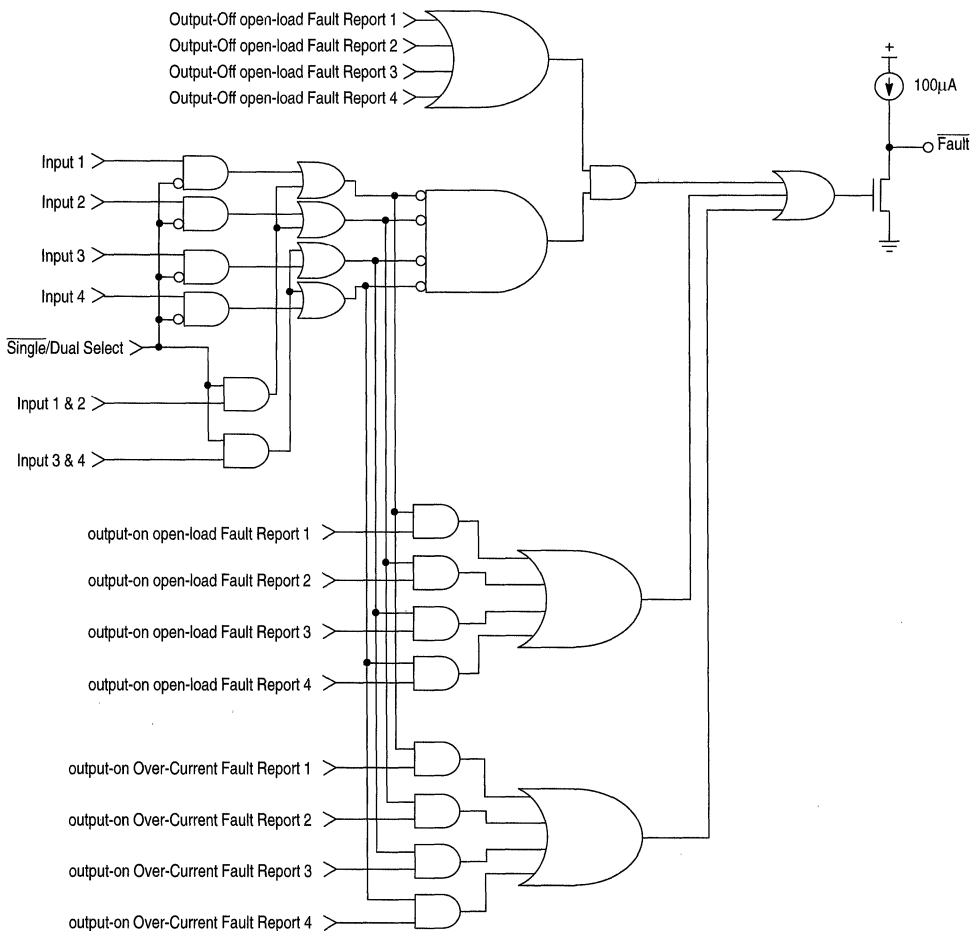 Output-Off open-load Fault Report 1
Output-Off open-load Fault Report 2
Output-Off open-load Fault Report 3
Output-Off open-load Fault Report 4
+
100μA
Fault
Input 1
Input 2
Input 3
Input 4
Single/Dual Select
Input 1 & 2
Input 3 & 4
output-on open-load Fault Report 1
output-on open-load Fault Report 2
output-on open-load Fault Report 3
output-on open-load Fault Report 4
output-on Over-Current Fault Report 1
output-on Over-Current Fault Report 2
output-on Over-Current Fault Report 3
output-on Over-Current Fault Report 4